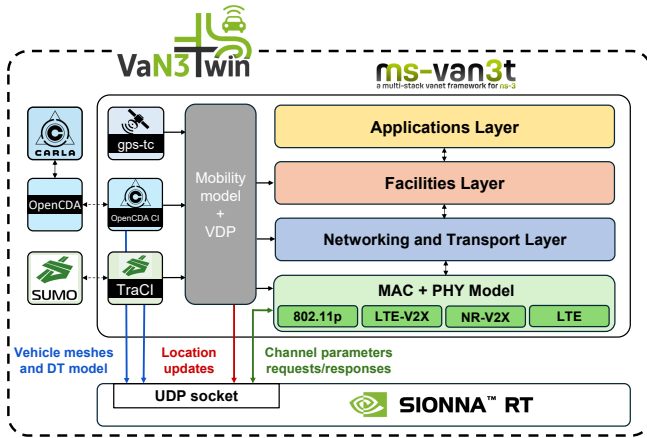 VaN3Twin
ms-van3t
a multi-stack vanet framework for ns-3
CARLA
OpenCDA
SUMO
gps-tc
OpenCDA CI
TraCI
Mobility
model
+
VDP
Applications Layer
Facilities Layer
Networking and Transport Layer
MAC + PHY Model
802.11p
LTE-V2X
NR-V2X
LTE
Vehicle meshes
and DT model
Location
updates
Channel parameters
requests/responses
UDP socket
SIONNA™ RT